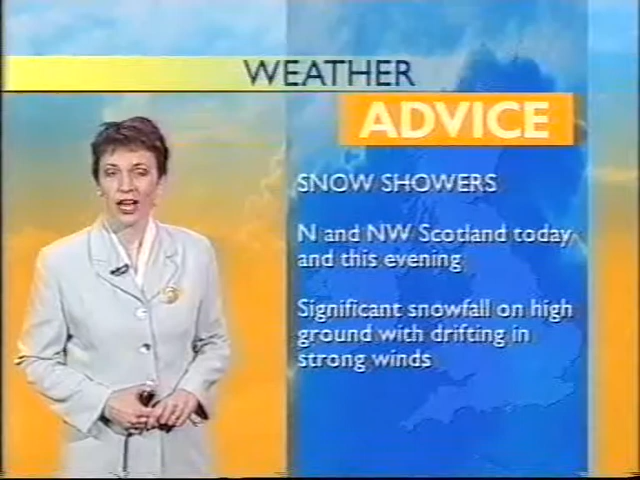 WEATHER
ADVICE
SNOW SHOWERS
N and NW Scotland today
and this evening
Significant snowfall on high
ground with drifting in
strong winds